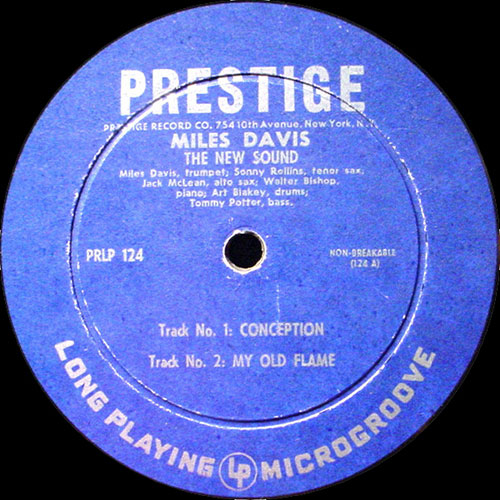 PRESTIGE
PRESTIGE RECORD CO. 754 10th Avenue, New York, N.Y.
MILES DAVIS
THE NEW SOUND
Miles Davis, trumpet; Sonny Rollins, tenor sax,
Jack McLean, alto sax; Walter Bishop,
piano; Art Blakey, drums;
Tommy Potter, bass.
PRLP 124
NON-BREAKABLE
(124 A)
Track No. 1: CONCEPTION
Track No. 2: MY OLD FLAME
LONG PLAYING LP MICROGROOVE